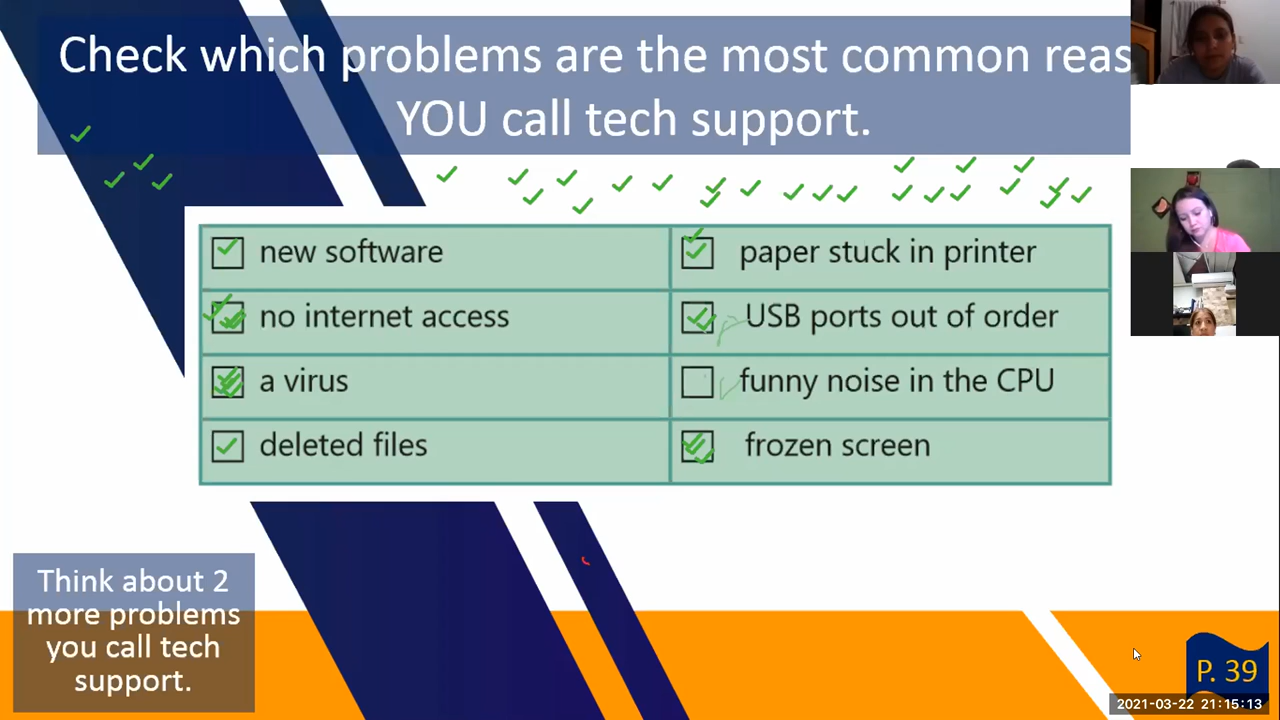 Check which problems are the most common reas
YOU call tech support.
new software
paper stuck in printer
no internet access
USB ports out of order
a virus
funny noise in the CPU
deleted files
frozen screen
Think about 2
more problems
you call tech
support.
P. 39
2021-03-22 21:15:13